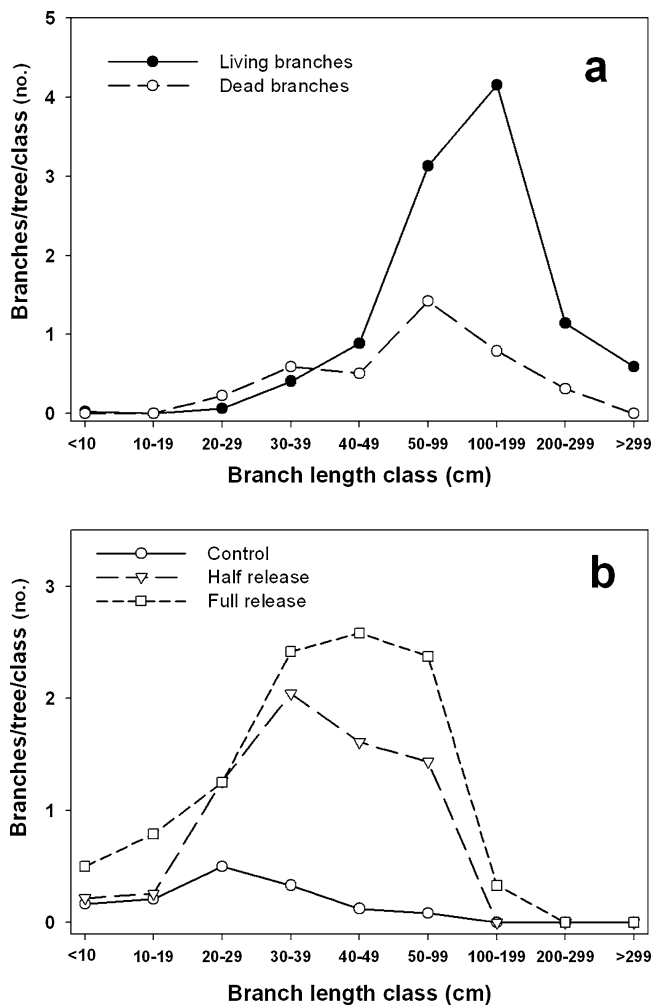 5
4
3
2
1
0
Branches/tree/class (no.)
Living branches
Dead branches
a
<10 10-19 20-29 30-39 40-49 50-99 100-199 200-299 >299
Branch length class (cm)
3
2
1
0
Branches/tree/class (no.)
Control
Half release
Full release
b
<10 10-19 20-29 30-39 40-49 50-99 100-199 200-299 >299
Branch length class (cm)